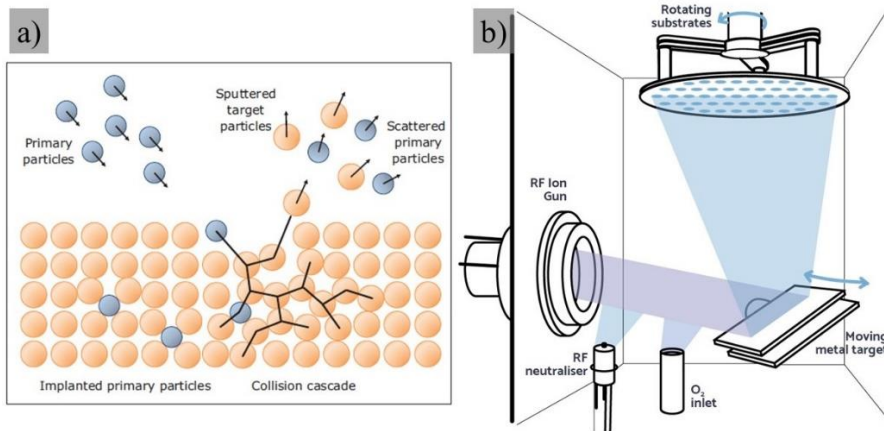 a)
Primary
particles
Sputtered
target
particles
Scattered
primary
particles
Implanted primary particles
Collision cascade
b)
Rotating
substrates
RF Ion
Gun
Moving
metal target
RF
neutraliser
O₂
inlet